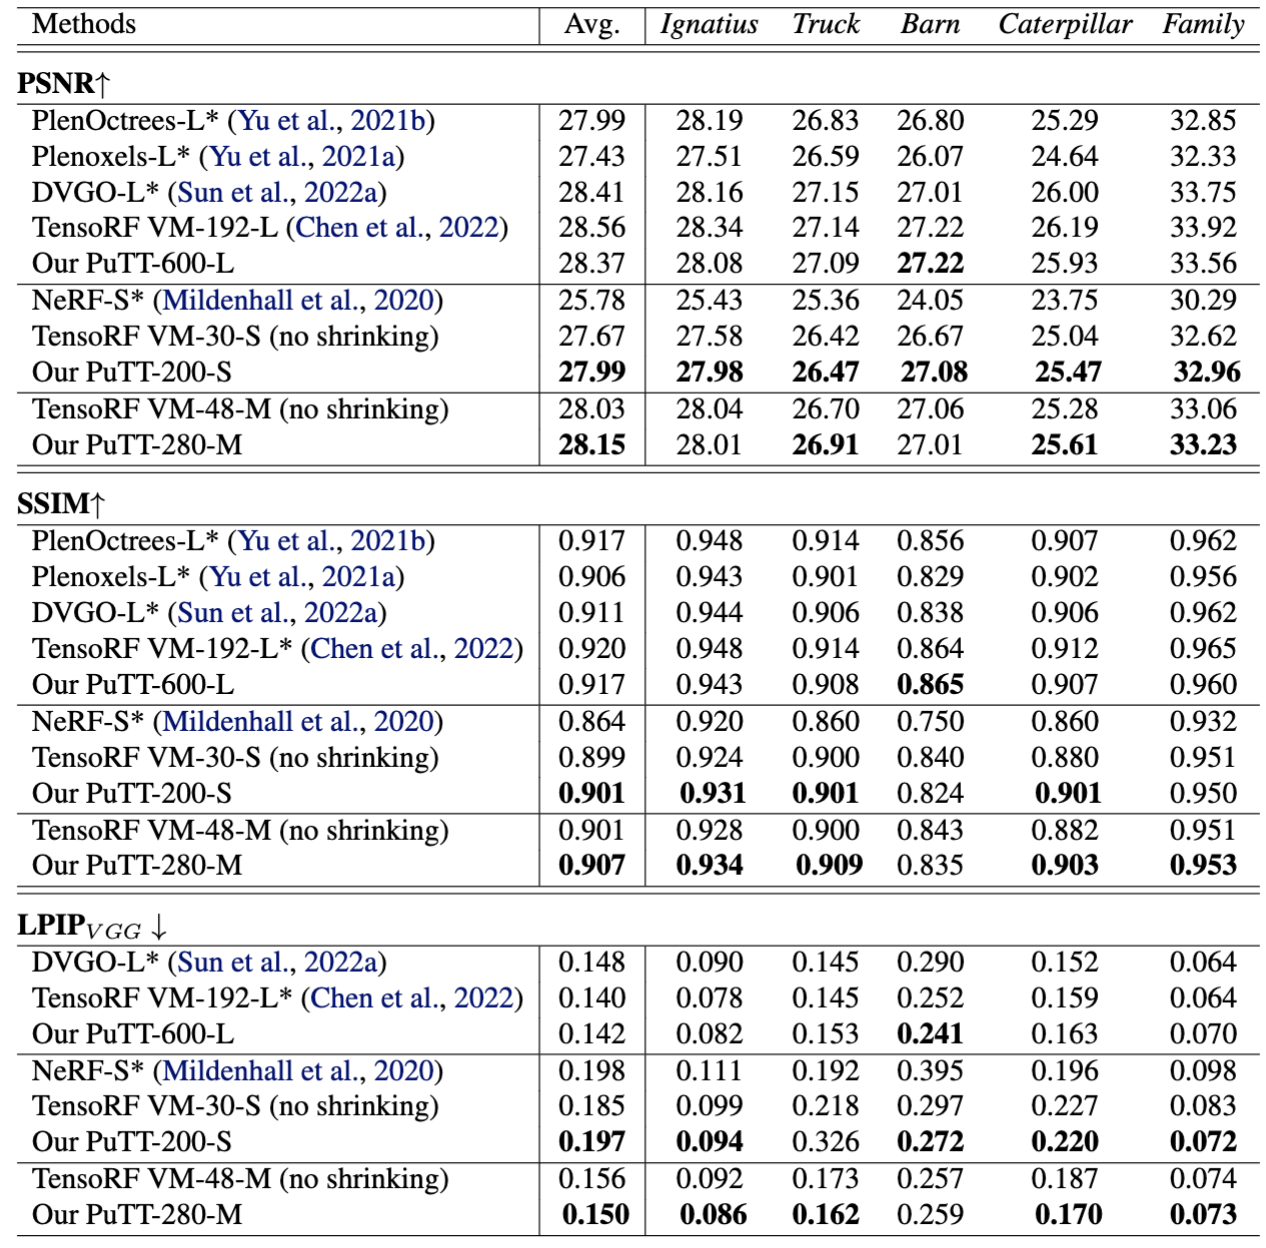 Methods Avg. Ignatius Truck Barn Caterpillar Family
PSNR↑
PlenOctrees-L* (Yu et al., 2021b) 27.99 28.19 26.83 26.80 25.29 32.85
Plenoxels-L* (Yu et al., 2021a) 27.43 27.51 26.59 26.07 24.64 32.33
DVGO-L* (Sun et al., 2022a) 28.41 28.16 27.15 27.01 26.00 33.75
TensoRF VM-192-L (Chen et al., 2022) 28.56 28.34 27.14 27.22 26.19 33.92
Our PuTT-600-L 28.37 28.08 27.09 27.22 25.93 33.56
NeRF-S* (Mildenhall et al., 2020) 25.78 25.43 25.36 24.05 23.75 30.29
TensoRF VM-30-S (no shrinking) 27.67 27.58 26.42 26.67 25.04 32.62
Our PuTT-200-S 27.99 27.98 26.47 27.08 25.47 32.96
TensoRF VM-48-M (no shrinking) 28.03 28.04 26.70 27.06 25.28 33.06
Our PuTT-280-M 28.15 28.01 26.91 27.01 25.61 33.23
SSIM↑
PlenOctrees-L* (Yu et al., 2021b) 0.917 0.948 0.914 0.856 0.907 0.962
Plenoxels-L* (Yu et al., 2021a) 0.906 0.943 0.901 0.829 0.902 0.956
DVGO-L* (Sun et al., 2022a) 0.911 0.944 0.906 0.838 0.906 0.962
TensoRF VM-192-L* (Chen et al., 2022) 0.920 0.948 0.914 0.864 0.912 0.965
Our PuTT-600-L 0.917 0.943 0.908 0.865 0.907 0.960
NeRF-S* (Mildenhall et al., 2020) 0.864 0.920 0.860 0.750 0.860 0.932
TensoRF VM-30-S (no shrinking) 0.899 0.924 0.900 0.840 0.880 0.951
Our PuTT-200-S 0.901 0.931 0.901 0.824 0.901 0.950
TensoRF VM-48-M (no shrinking) 0.901 0.928 0.900 0.843 0.882 0.951
Our PuTT-280-M 0.907 0.934 0.909 0.835 0.903 0.953
LPIP_VGG ↓
DVGO-L* (Sun et al., 2022a) 0.148 0.090 0.145 0.290 0.152 0.064
TensoRF VM-192-L* (Chen et al., 2022) 0.140 0.078 0.145 0.252 0.159 0.064
Our PuTT-600-L 0.142 0.082 0.153 0.241 0.163 0.070
NeRF-S* (Mildenhall et al., 2020) 0.198 0.111 0.192 0.395 0.196 0.098
TensoRF VM-30-S (no shrinking) 0.185 0.099 0.218 0.297 0.227 0.083
Our PuTT-200-S 0.197 0.094 0.326 0.272 0.220 0.072
TensoRF VM-48-M (no shrinking) 0.156 0.092 0.173 0.257 0.187 0.074
Our PuTT-280-M 0.150 0.086 0.162 0.259 0.170 0.073